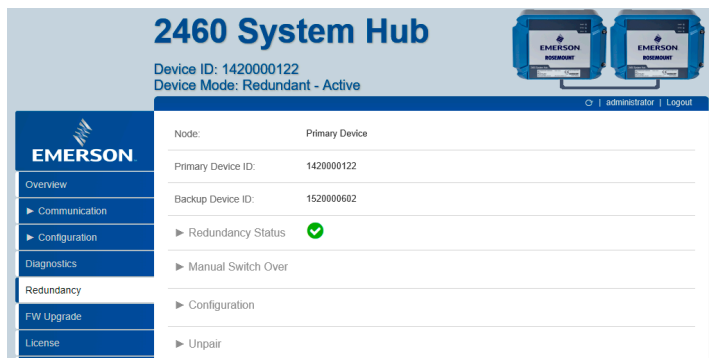 2460 System Hub
Device ID: 1420000122
Device Mode: Redundant - Active
EMERSON
ROSEMOUNT
EMERSON
ROSEMOUNT
| administrator | Logout
EMERSON
Overview
► Communication
► Configuration
Diagnostics
Redundancy
FW Upgrade
License
Node: Primary Device
Primary Device ID: 1420000122
Backup Device ID: 1520000602
► Redundancy Status
► Manual Switch Over
► Configuration
► Unpair